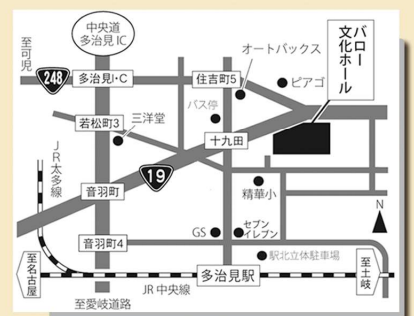 中央道
多治見IC
バロー
文化ホール
至可児
248
多治見I・C
住吉町5
オートバックス
ピアゴ
バス停
若松町3
三洋堂
十九田
JR太多線
19
精華小
音羽町
N
音羽町4
GS
セブン
イレブン
駅北立体駐車場
至名古屋
多治見駅
至土岐
JR中央線
至愛岐道路